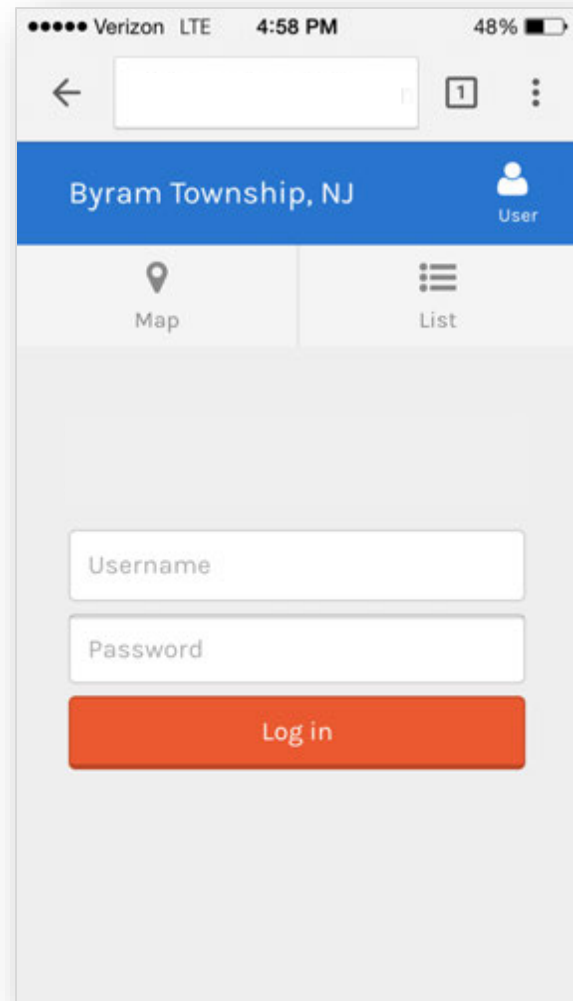 Verizon LTE 4:58 PM 48%
1
Byram Township, NJ
User
Map List
Username
Password
Log in